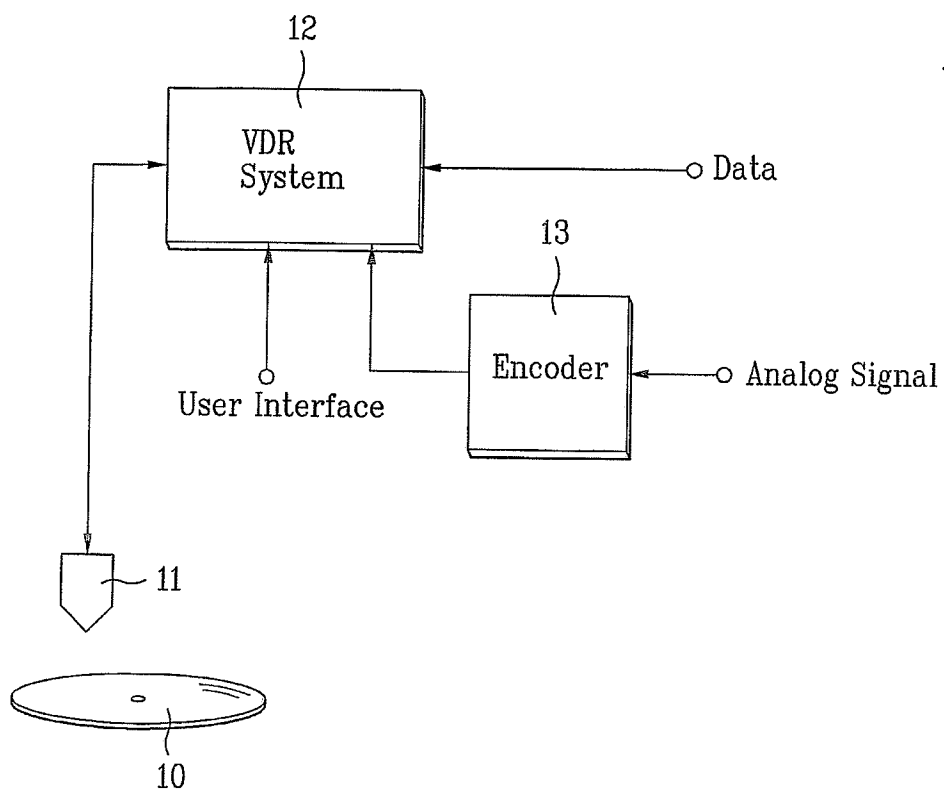 12
VDR
System
Data
13
Encoder
Analog Signal
User Interface
11
10